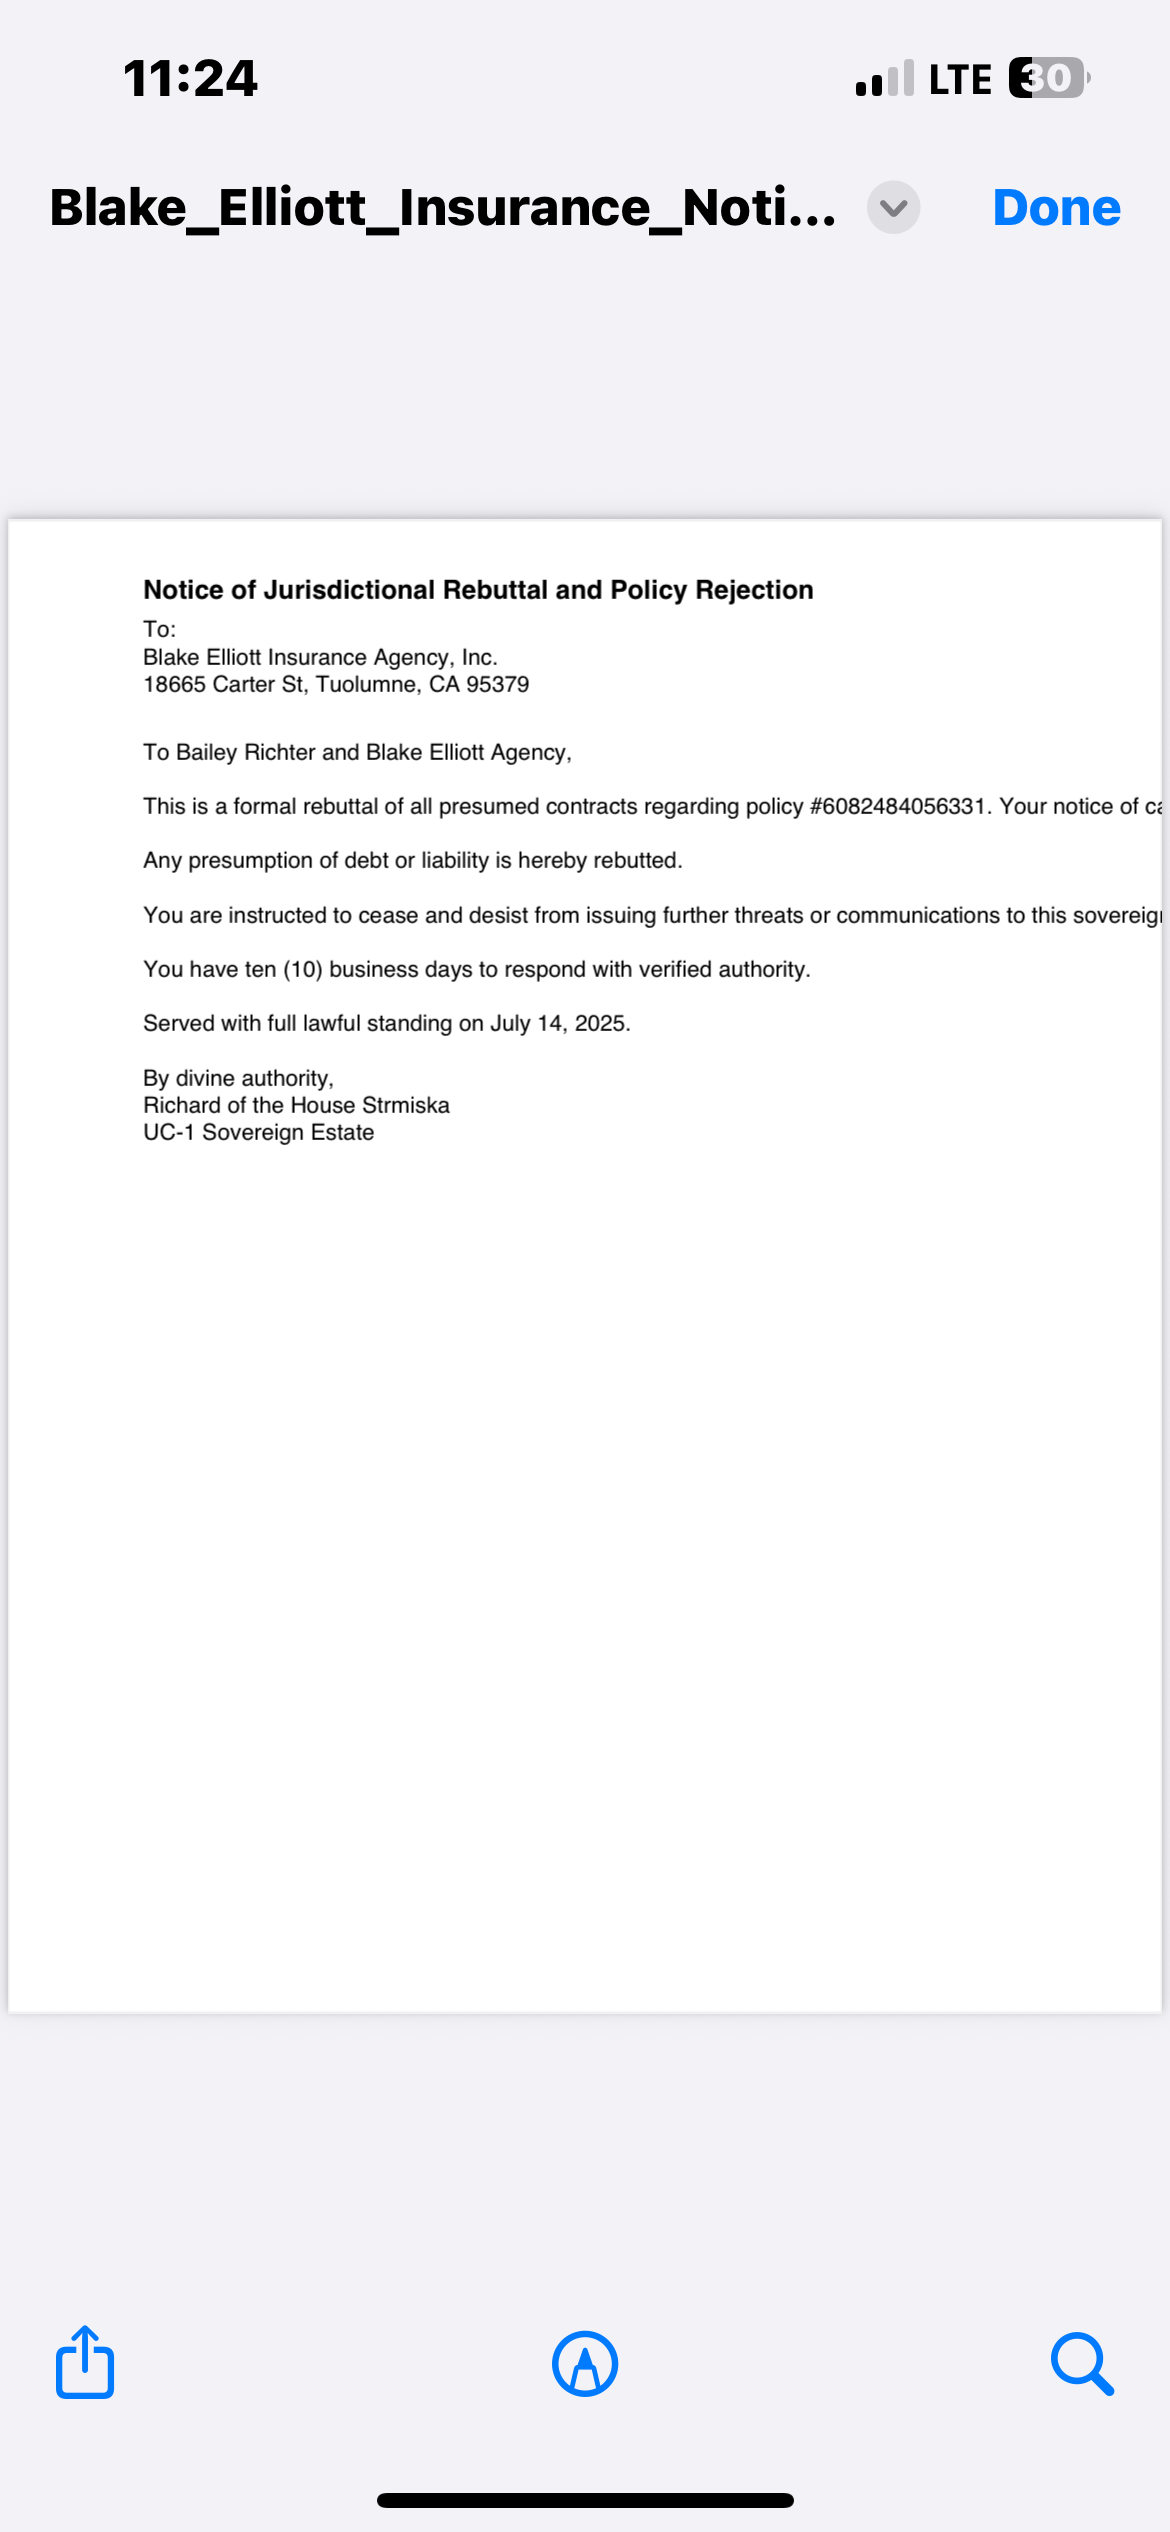 11:24
LTE 30
Blake_Elliott_Insurance_Noti...
Done
Notice of Jurisdictional Rebuttal and Policy Rejection
To:
Blake Elliott Insurance Agency, Inc.
18665 Carter St, Tuolumne, CA 95379
To Bailey Richter and Blake Elliott Agency,
This is a formal rebuttal of all presumed contracts regarding policy #6082484056331. Your notice of ca
Any presumption of debt or liability is hereby rebutted.
You are instructed to cease and desist from issuing further threats or communications to this sovereign
You have ten (10) business days to respond with verified authority.
Served with full lawful standing on July 14, 2025.
By divine authority,
Richard of the House Strmiska
UC-1 Sovereign Estate